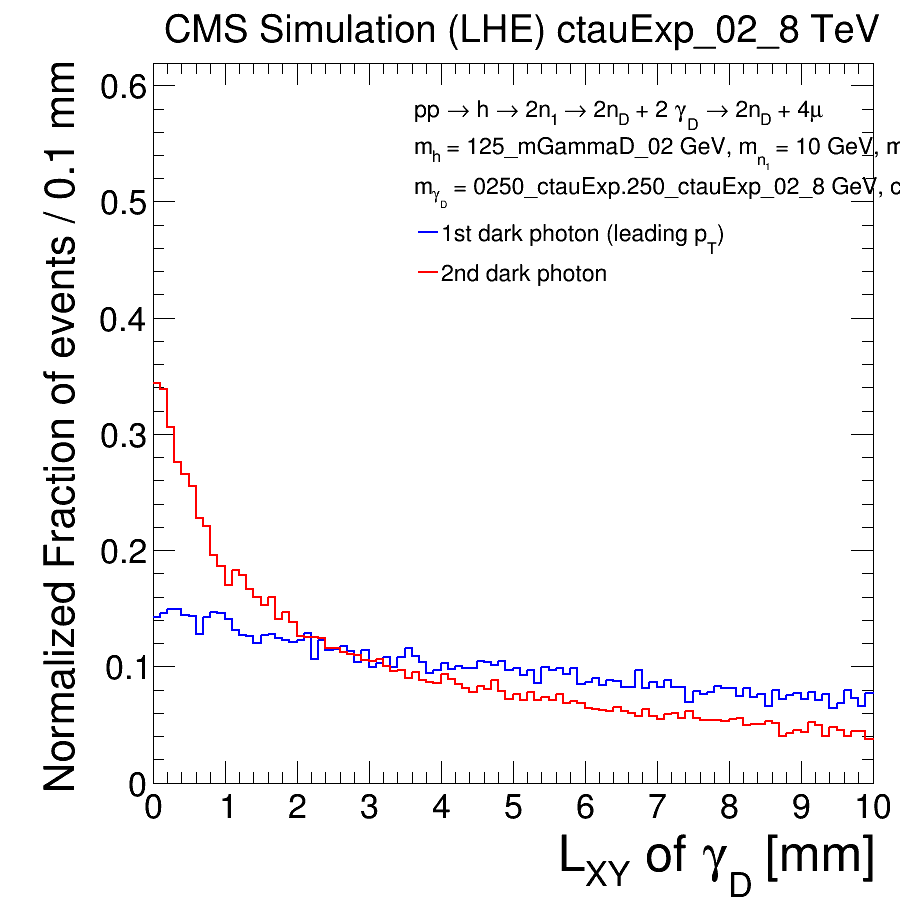 CMS Simulation (LHE) ctauExp_02_8 TeV
Normalized Fraction of events / 0.1 mm
pp → h → 2n1 → 2nD + 2 γD → 2nD + 4μ
mh = 125_mGammaD_02 GeV, mn1 = 10 GeV, m
mγD = 0250_ctauExp.250_ctauExp_02_8 GeV, c
1st dark photon (leading pT)
2nd dark photon
0.6
0.5
0.4
0.3
0.2
0.1
0
0 1 2 3 4 5 6 7 8 9 10
LXY of γD [mm]